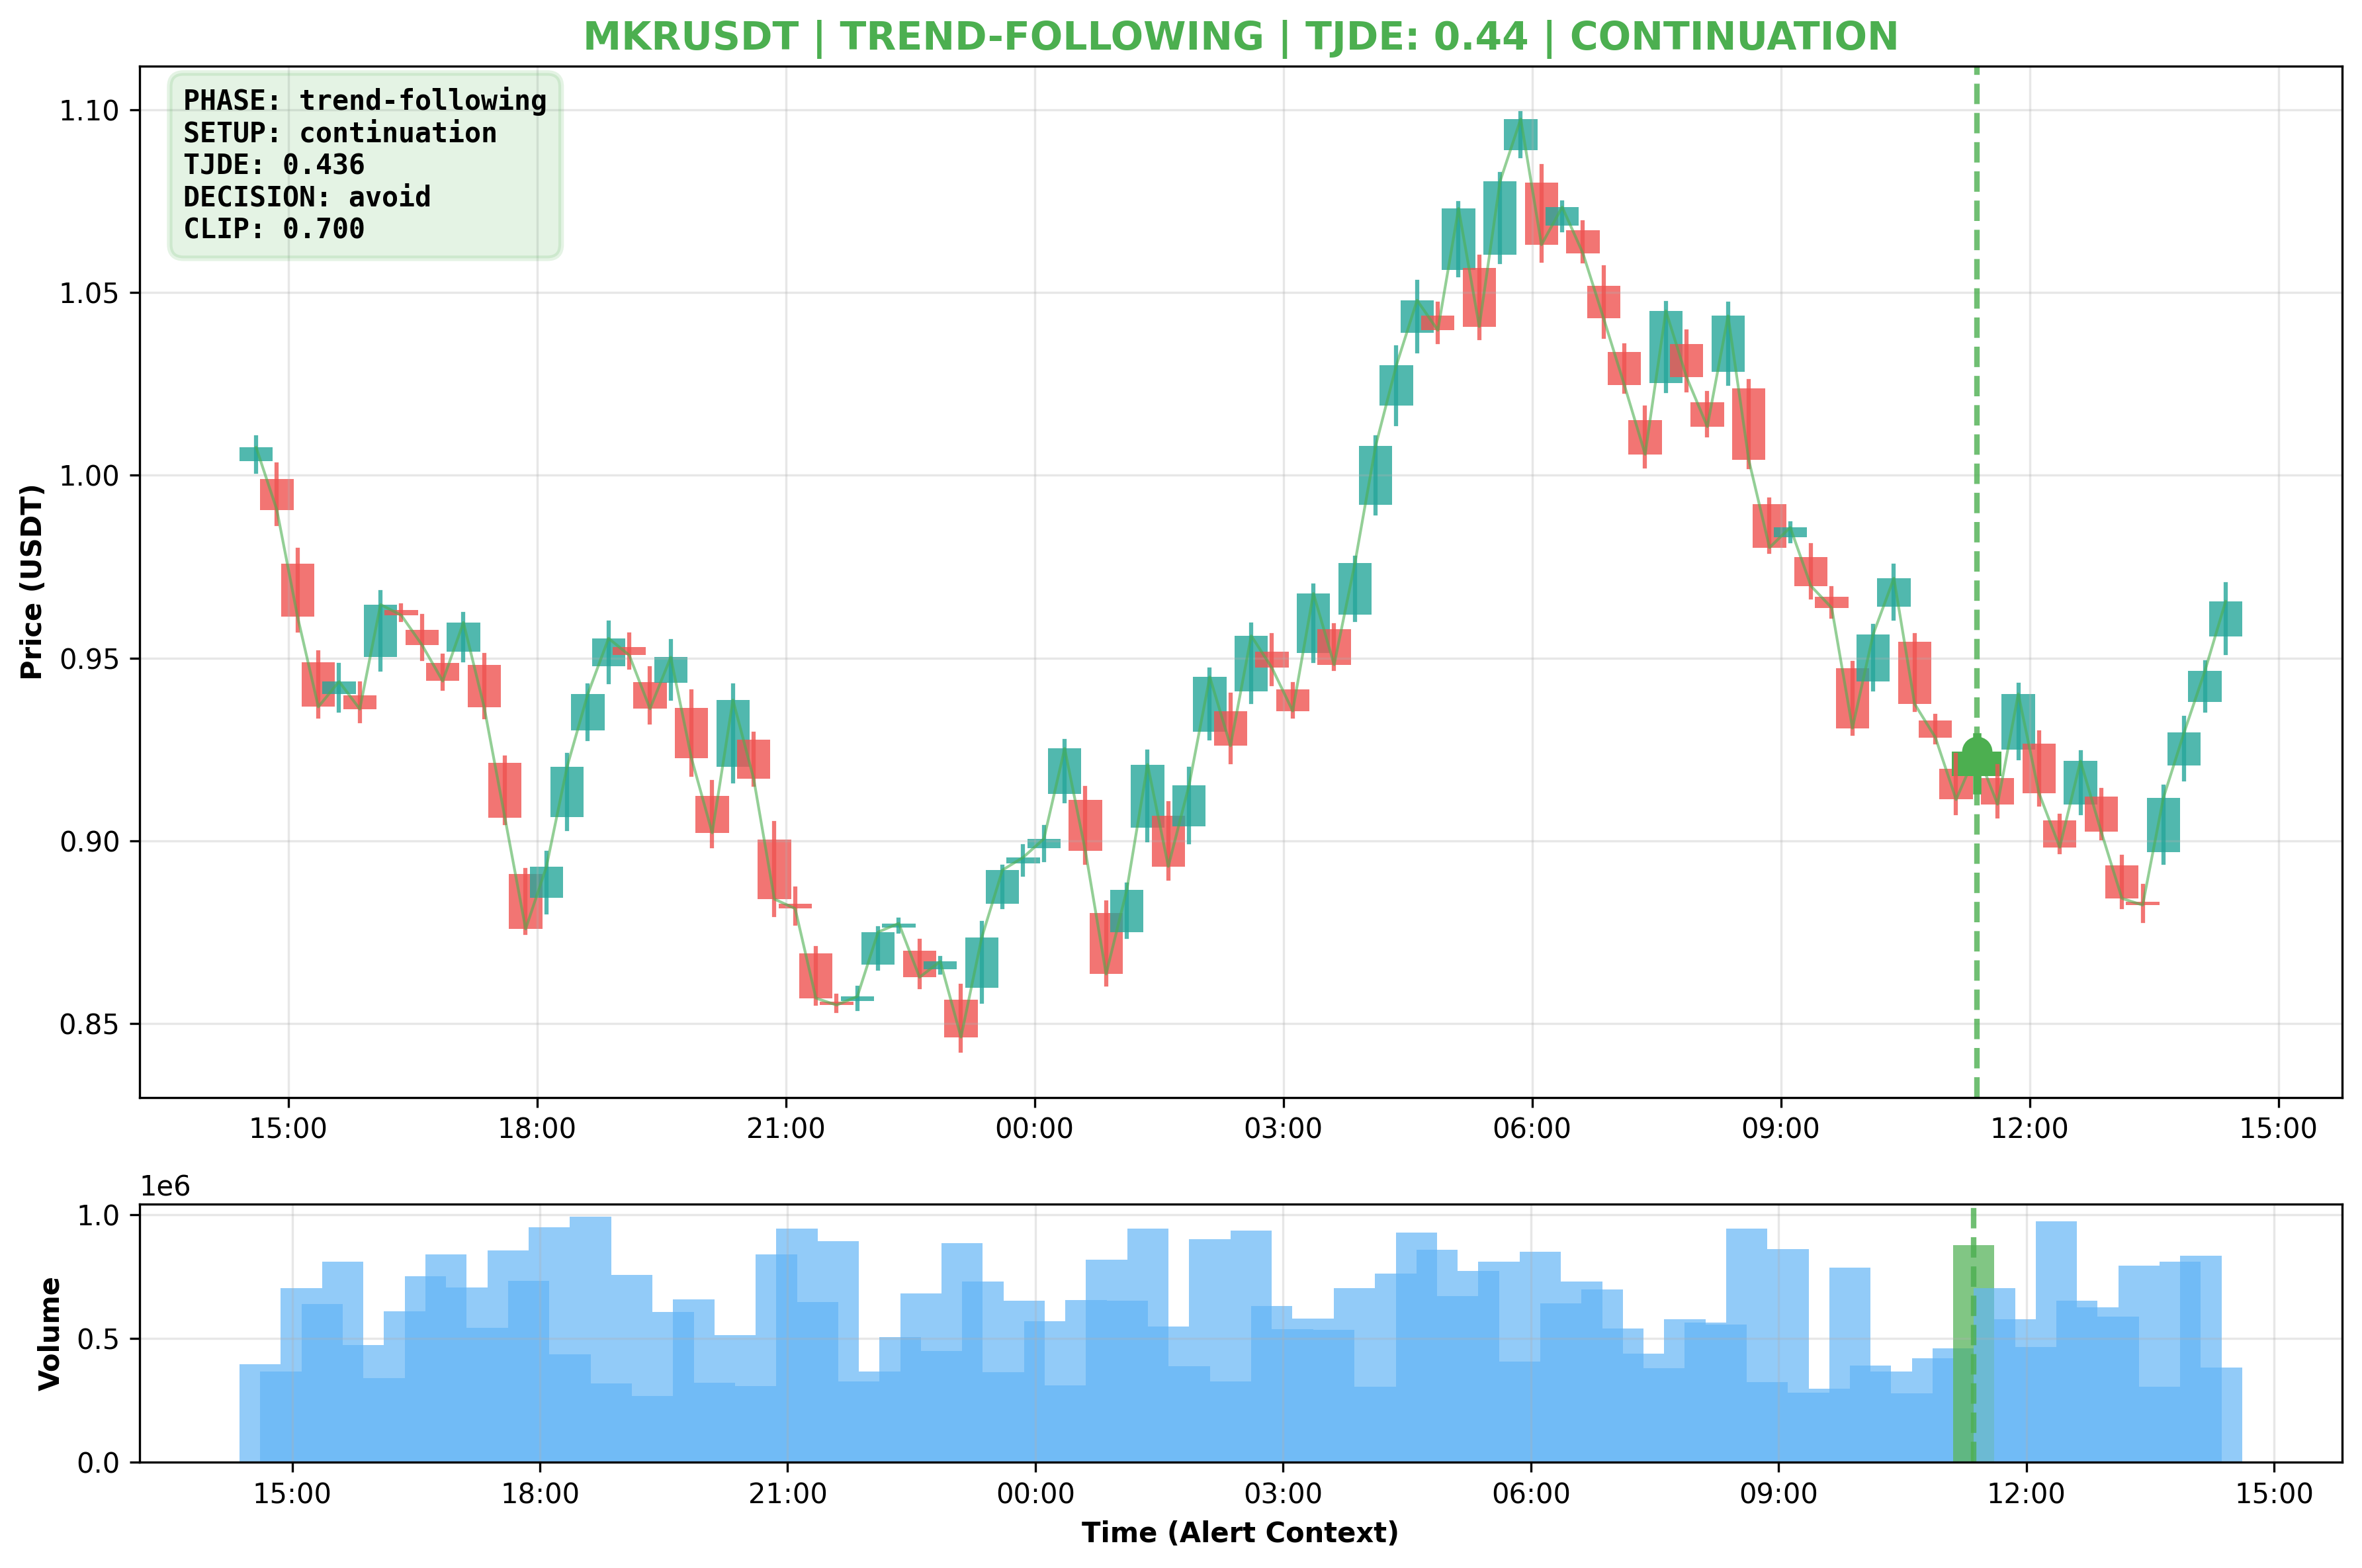 MKRUSDT | TREND-FOLLOWING | TJDE: 0.44 | CONTINUATION
PHASE: trend-following
SETUP: continuation
TJDE: 0.436
DECISION: avoid
CLIP: 0.700
Price (USDT)
1.10
1.05
1.00
0.95
0.90
0.85
15:00 18:00 21:00 00:00 03:00 06:00 09:00 12:00 15:00
1e6
Volume
1.0
0.5
0.0
15:00 18:00 21:00 00:00 03:00 06:00 09:00 12:00 15:00
Time (Alert Context)